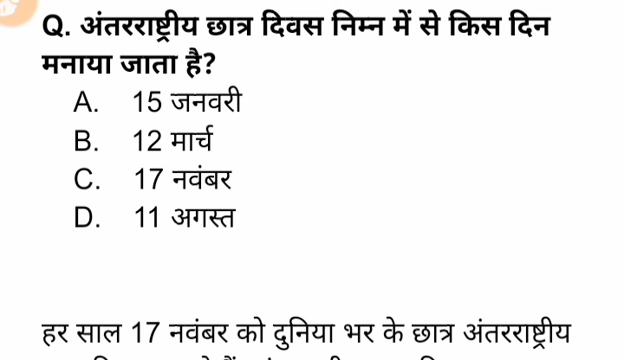 Q. अंतरराष्ट्रीय छात्र दिवस निम्न में से किस दिन
मनाया जाता है?
A. 15 जनवरी
B. 12 मार्च
C. 17 नवंबर
D. 11 अगस्त
हर साल 17 नवंबर को दुनिया भर के छात्र अंतरराष्ट्रीय